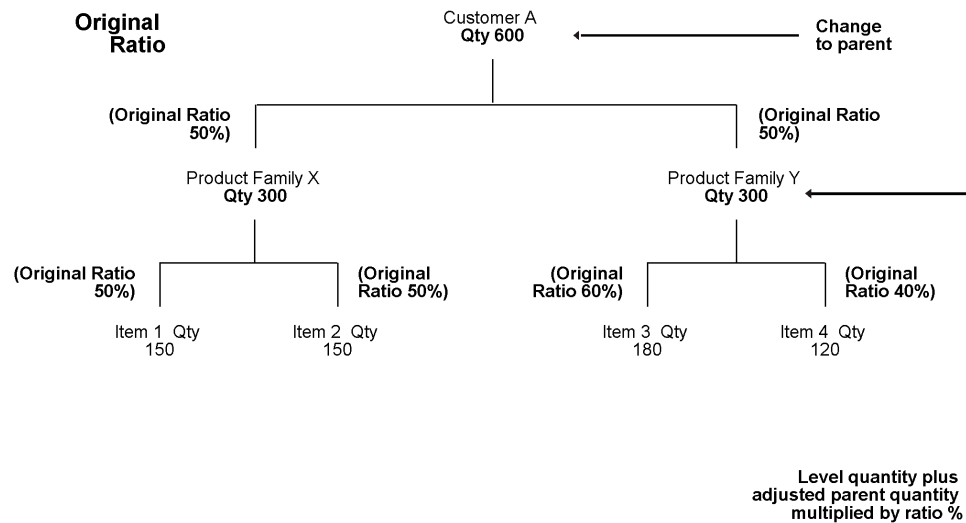 Original
Ratio
Customer A
Qty 600
Change
to parent
(Original Ratio
50%)
(Original Ratio
50%)
Product Family X
Qty 300
Product Family Y
Qty 300
(Original Ratio
50%)
(Original
Ratio 50%)
(Original
Ratio 60%)
(Original
Ratio 40%)
Item 1 Qty
150
Item 2 Qty
150
Item 3 Qty
180
Item 4 Qty
120
Level quantity plus
adjusted parent quantity
multiplied by ratio %